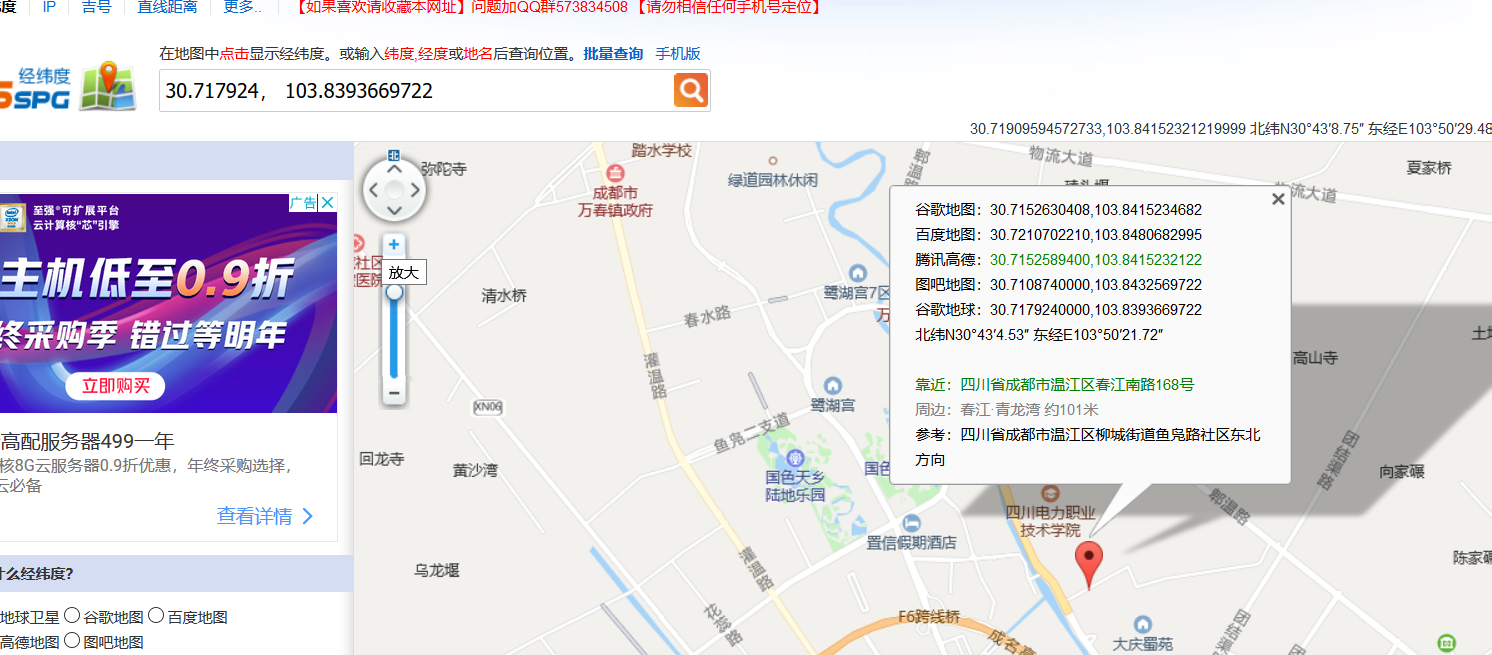 度 IP 吉号 直线距离 更多.. 【如果喜欢请收藏本网址】问题加QQ群573834508 【请勿相信任何手机号定位】
在地图中点击显示经纬度。或输入纬度,经度或地名后查询位置。批量查询 手机版
经纬度
SPG
30.717924， 103.8393669722
30.71909594572733,103.84152321219999 北纬N30°43′8.75″ 东经E103°50′29.48
广告
至强®可扩展平台
云计算核“芯”引擎
主机低至0.9折
终采购季 错过等明年
立即购买
高配服务器499一年
核8G云服务器0.9折优惠，年终采购选择，
云必备
查看详情
什么经纬度?
地球卫星 谷歌地图 百度地图
高德地图 图吧地图
北
放大
弥陀寺
踏水学校
成都市
万春镇政府
绿道园林休闲
物流大道
夏家桥
物流大道
社区
医院
清水桥
春水路
鹭湖宫7区
万
灌温路
XN06
鹭湖宫
鱼凫二支道
回龙寺
黄沙湾
国色天乡
陆地乐园
国色
置信假期酒店
乌龙堰
灌温路
花蕊路
F6跨线桥
成名高
四川电力职业
技术学院
郫温路
大庆蜀苑
团结渠路
团结渠路
高山寺
向家碾
陈家碾
谷歌地图：30.7152630408,103.8415234682
百度地图：30.7210702210,103.8480682995
腾讯高德：30.7152589400,103.8415232122
图吧地图：30.7108740000,103.8432569722
谷歌地球：30.7179240000,103.8393669722
北纬N30°43′4.53″ 东经E103°50′21.72″
靠近：四川省成都市温江区春江南路168号
周边：春江·青龙湾 约101米
参考：四川省成都市温江区柳城街道鱼凫路社区东北
方向